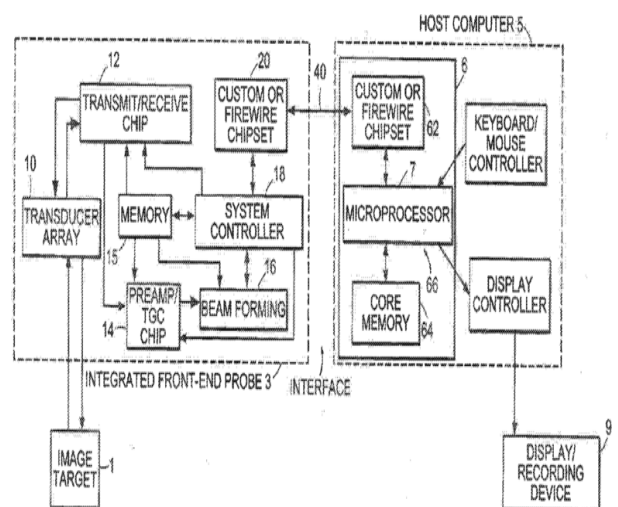 HOST COMPUTER 5
12
TRANSMIT/RECEIVE
CHIP
20
CUSTOM OR
FIREWIRE
CHIPSET
40
6
CUSTOM OR
FIREWIRE
CHIPSET
62
KEYBOARD/
MOUSE
CONTROLLER
10
TRANSDUCER
ARRAY
MEMORY
15
18
SYSTEM
CONTROLLER
7
MICROPROCESSOR
66
16
BEAM FORMING
PREAMP/
TGC
CHIP
14
CORE
MEMORY
64
DISPLAY
CONTROLLER
INTEGRATED FRONT-END PROBE 3
INTERFACE
IMAGE
TARGET
1
9
DISPLAY/
RECORDING
DEVICE